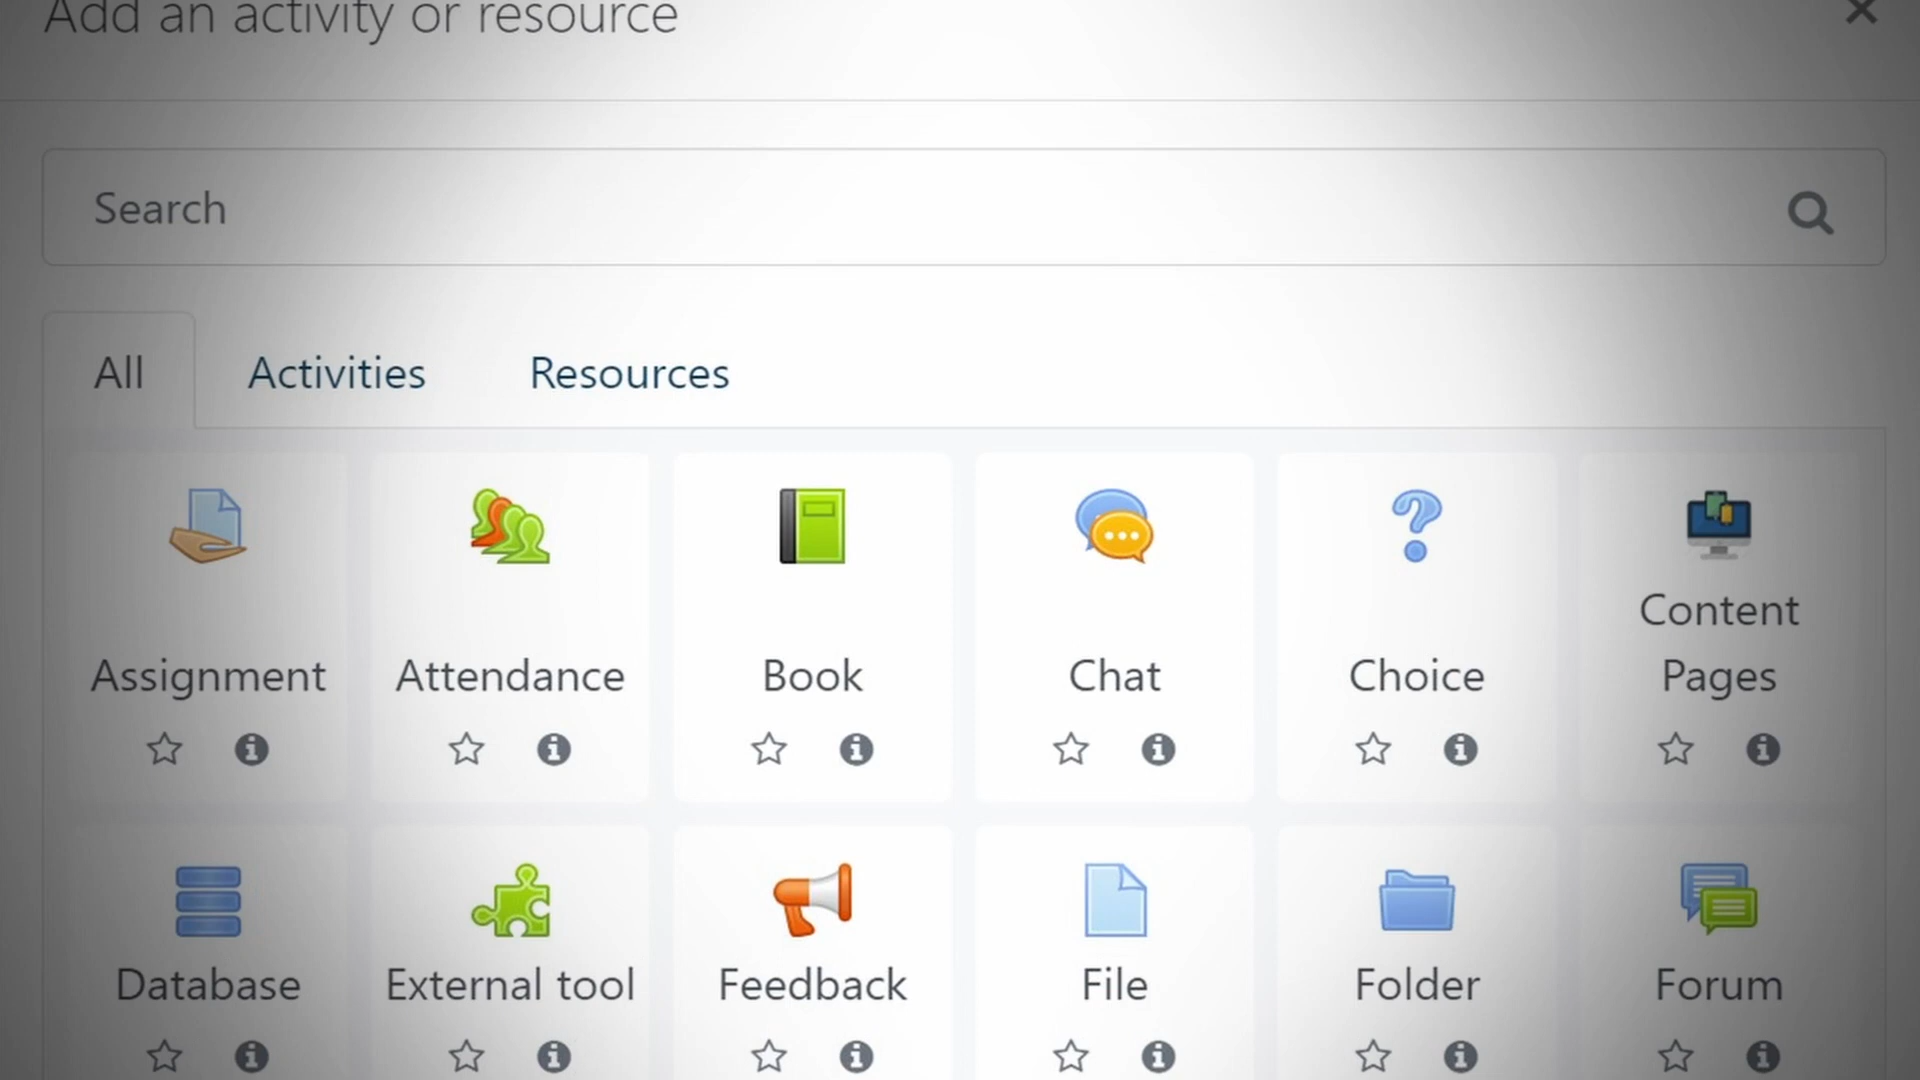 Add an activity or resource
Search
All
Activities
Resources
Assignment
Attendance
Book
Chat
Choice
Content
Pages
Database
External tool
Feedback
File
Folder
Forum